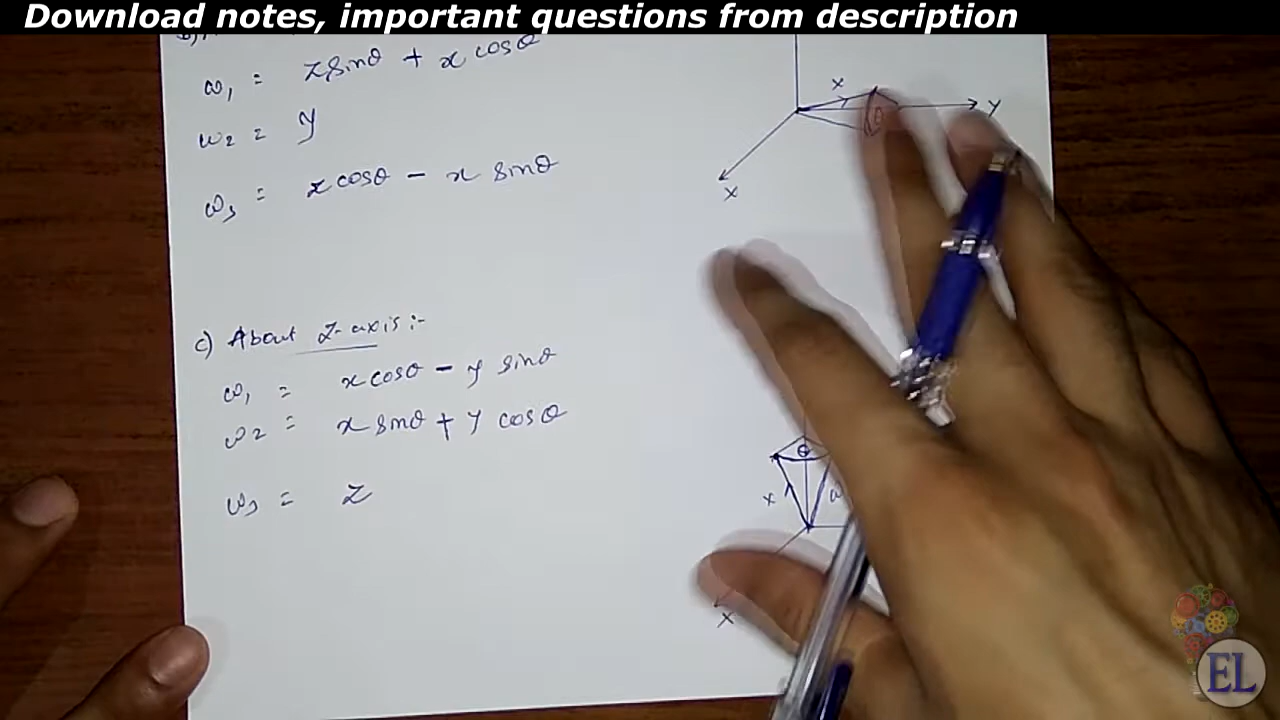 Download notes, important questions from description
ω₁ = z sinθ + x cosθ
ω₂ = y
ω₃ = z cosθ - x sinθ
x
θ
y
x
c) About z-axis :-
ω₁ = x cosθ - y sinθ
ω₂ = x sinθ + y cosθ
ω₃ = z
θ
x
ω
x
EL